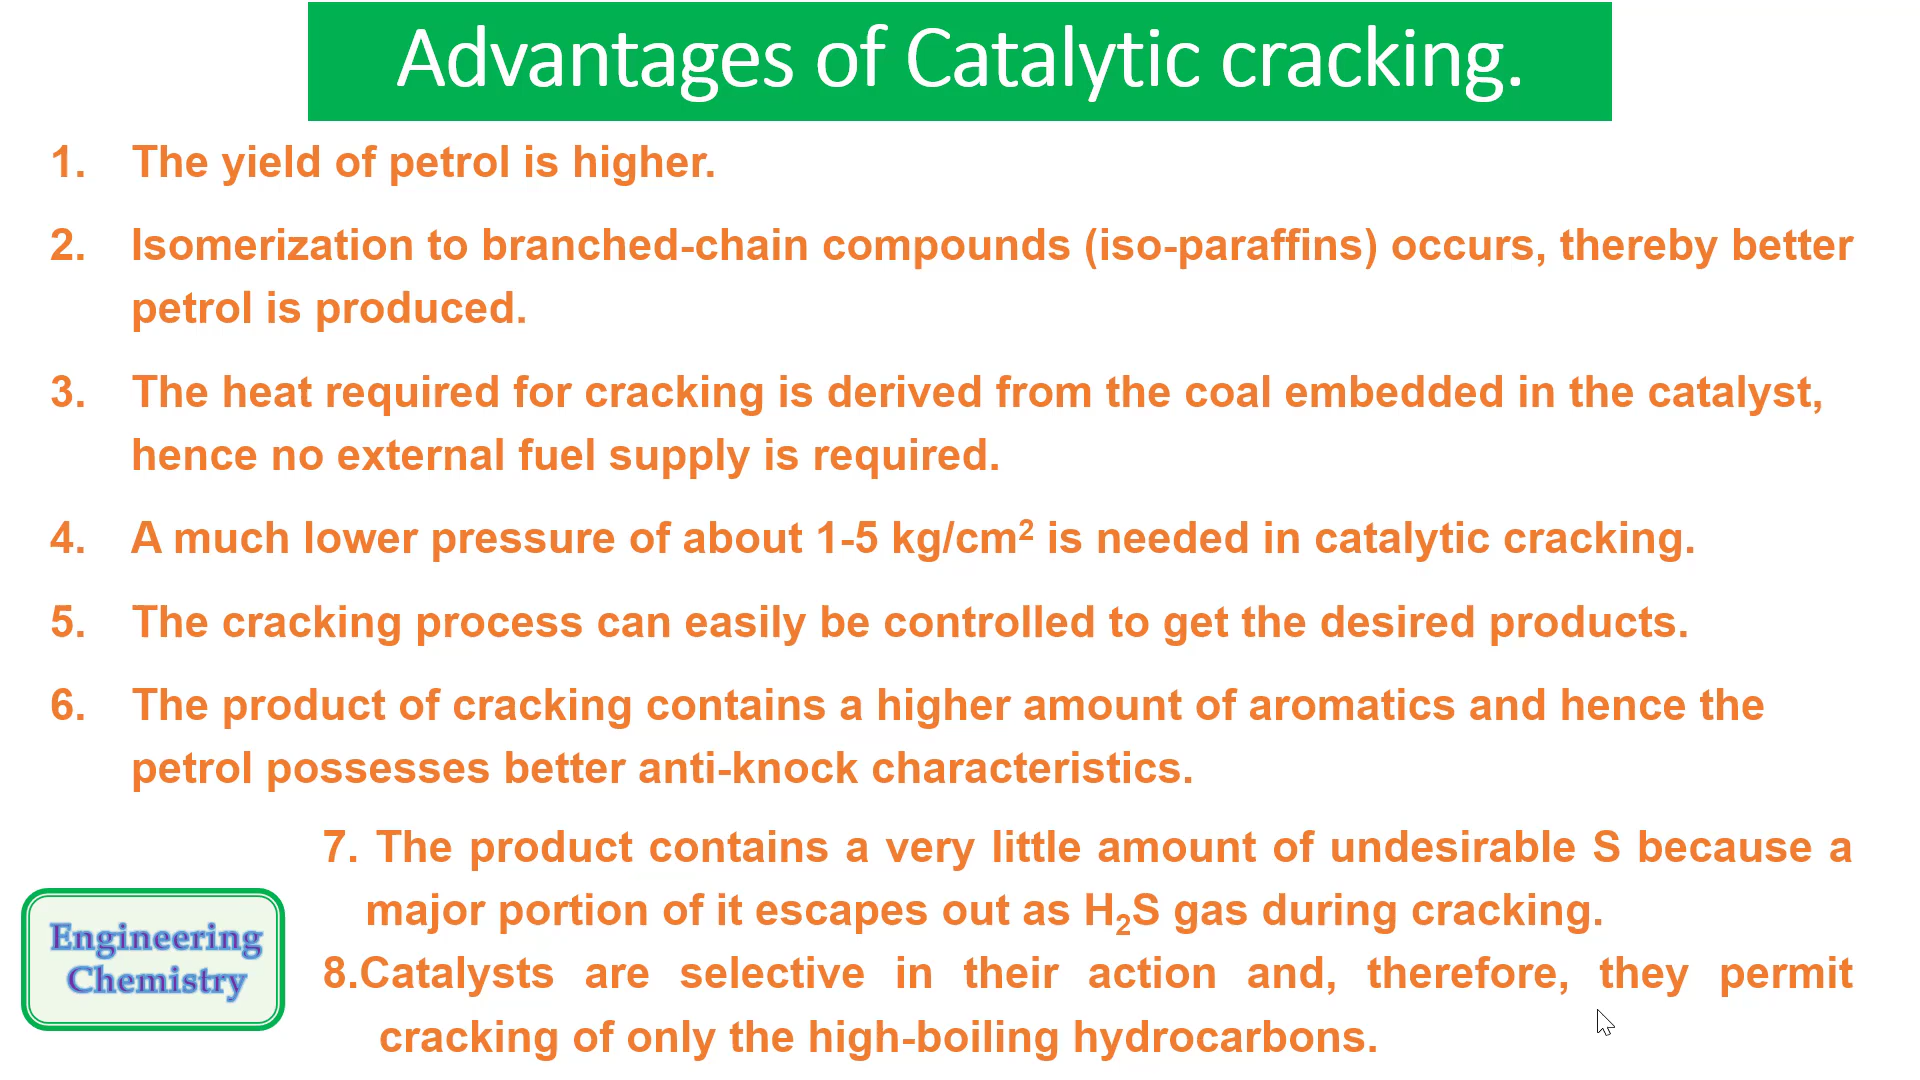 Advantages of Catalytic cracking.
1. The yield of petrol is higher.
2. Isomerization to branched-chain compounds (iso-paraffins) occurs, thereby better
petrol is produced.
3. The heat required for cracking is derived from the coal embedded in the catalyst,
hence no external fuel supply is required.
4. A much lower pressure of about 1-5 kg/cm² is needed in catalytic cracking.
5. The cracking process can easily be controlled to get the desired products.
6. The product of cracking contains a higher amount of aromatics and hence the
petrol possesses better anti-knock characteristics.
7. The product contains a very little amount of undesirable S because a
major portion of it escapes out as H₂S gas during cracking.
8.Catalysts are selective in their action and, therefore, they permit
cracking of only the high-boiling hydrocarbons.
Engineering
Chemistry